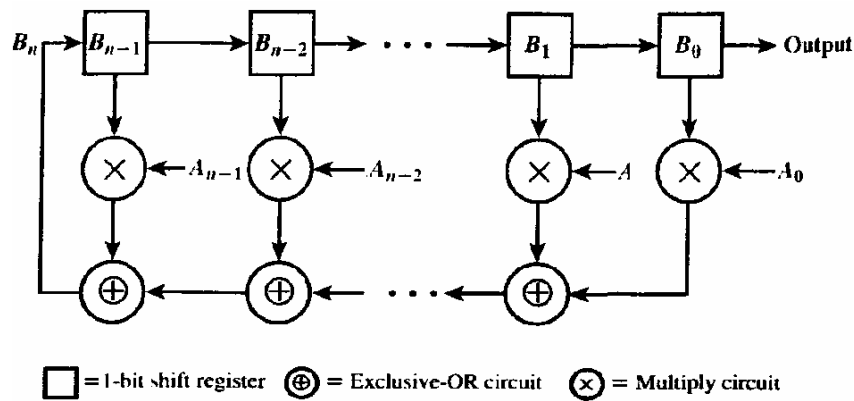 Bₙ Bₙ₋₁ Bₙ₋₂ · · · B₁ B₀ Output
× Aₙ₋₁ × Aₙ₋₂ × A × A₀
⊕ ⊕ · · · ⊕
= 1-bit shift register ⊕ = Exclusive-OR circuit × = Multiply circuit